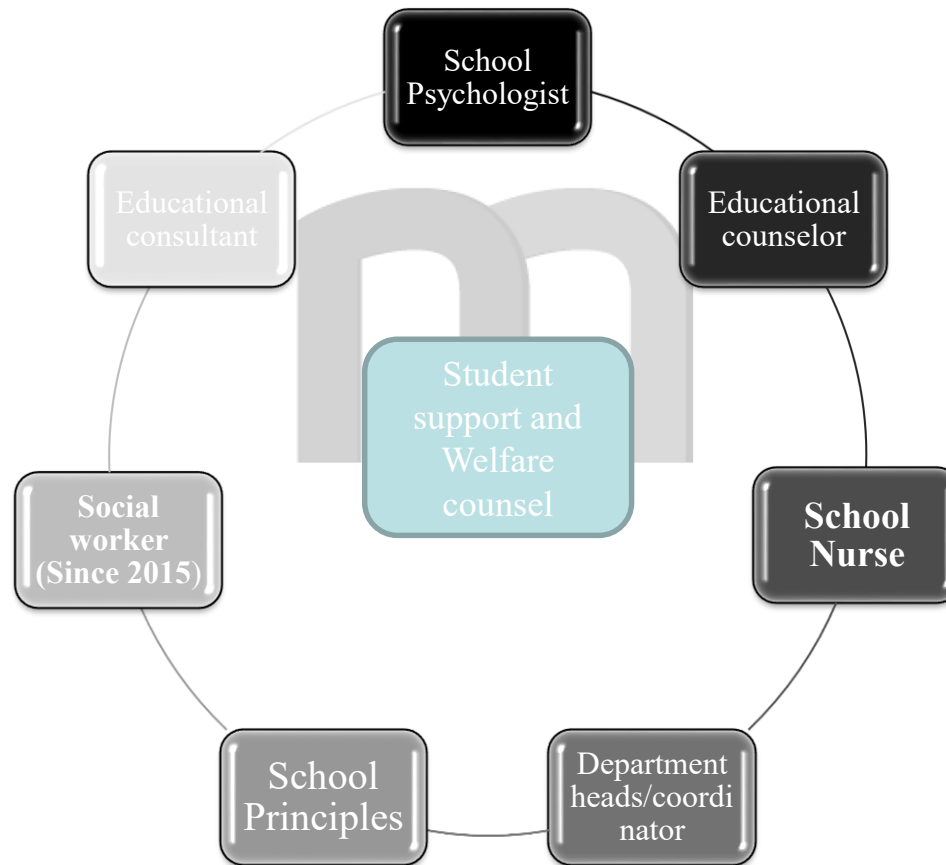 School
Psychologist
Educational
consultant
Educational
counselor
Student
support and
Welfare
counsel
Social
worker
(Since 2015)
School
Nurse
School
Principles
Department
heads/coordi
nator